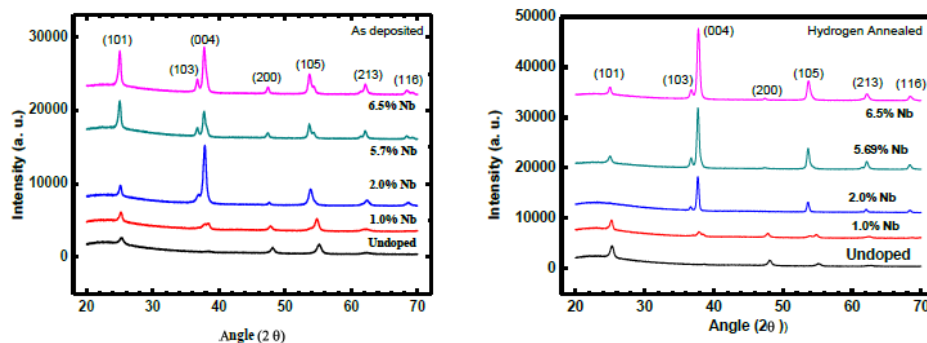 As deposited
30000
(004)
(101)
(103)
(105)
(200)
(213)
(116)
6.5% Nb
20000
5.7% Nb
2.0% Nb
10000
1.0% Nb
Undoped
0
20 30 40 50 60 70
Intensity (a. u.)
Angle (2 θ)
50000
Hydrogen Annealed
(004)
(101)
(103)
(105)
(200)
(213)
(116)
40000
6.5% Nb
30000
5.69% Nb
20000
2.0% Nb
10000
1.0% Nb
Undoped
0
20 30 40 50 60 70
Intensity (a. u.)
Angle (2θ ))